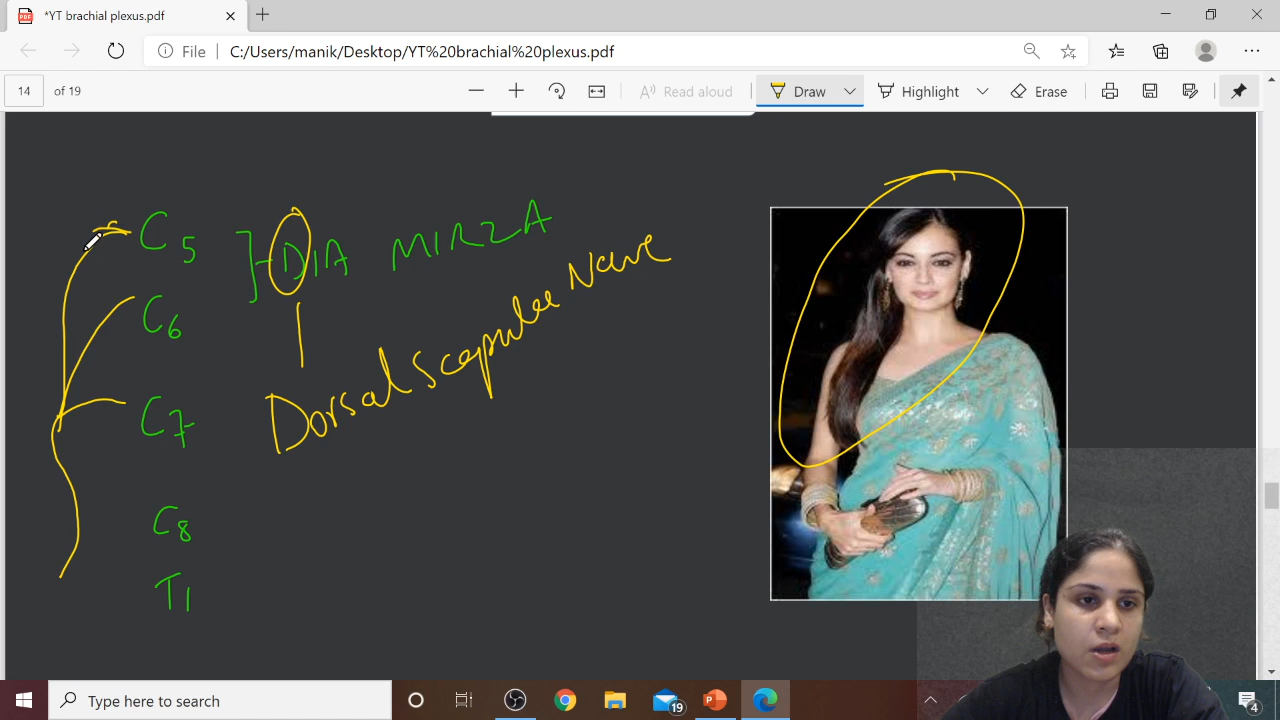 *YT brachial plexus.pdf
File C:/Users/manik/Desktop/YT%20brachial%20plexus.pdf
14 of 19
Read aloud
Draw
Highlight
Erase
C5 } DIA MIRZA
C6
Dorsal Scapular Nerve
C7
C8
T1
Type here to search
19
4